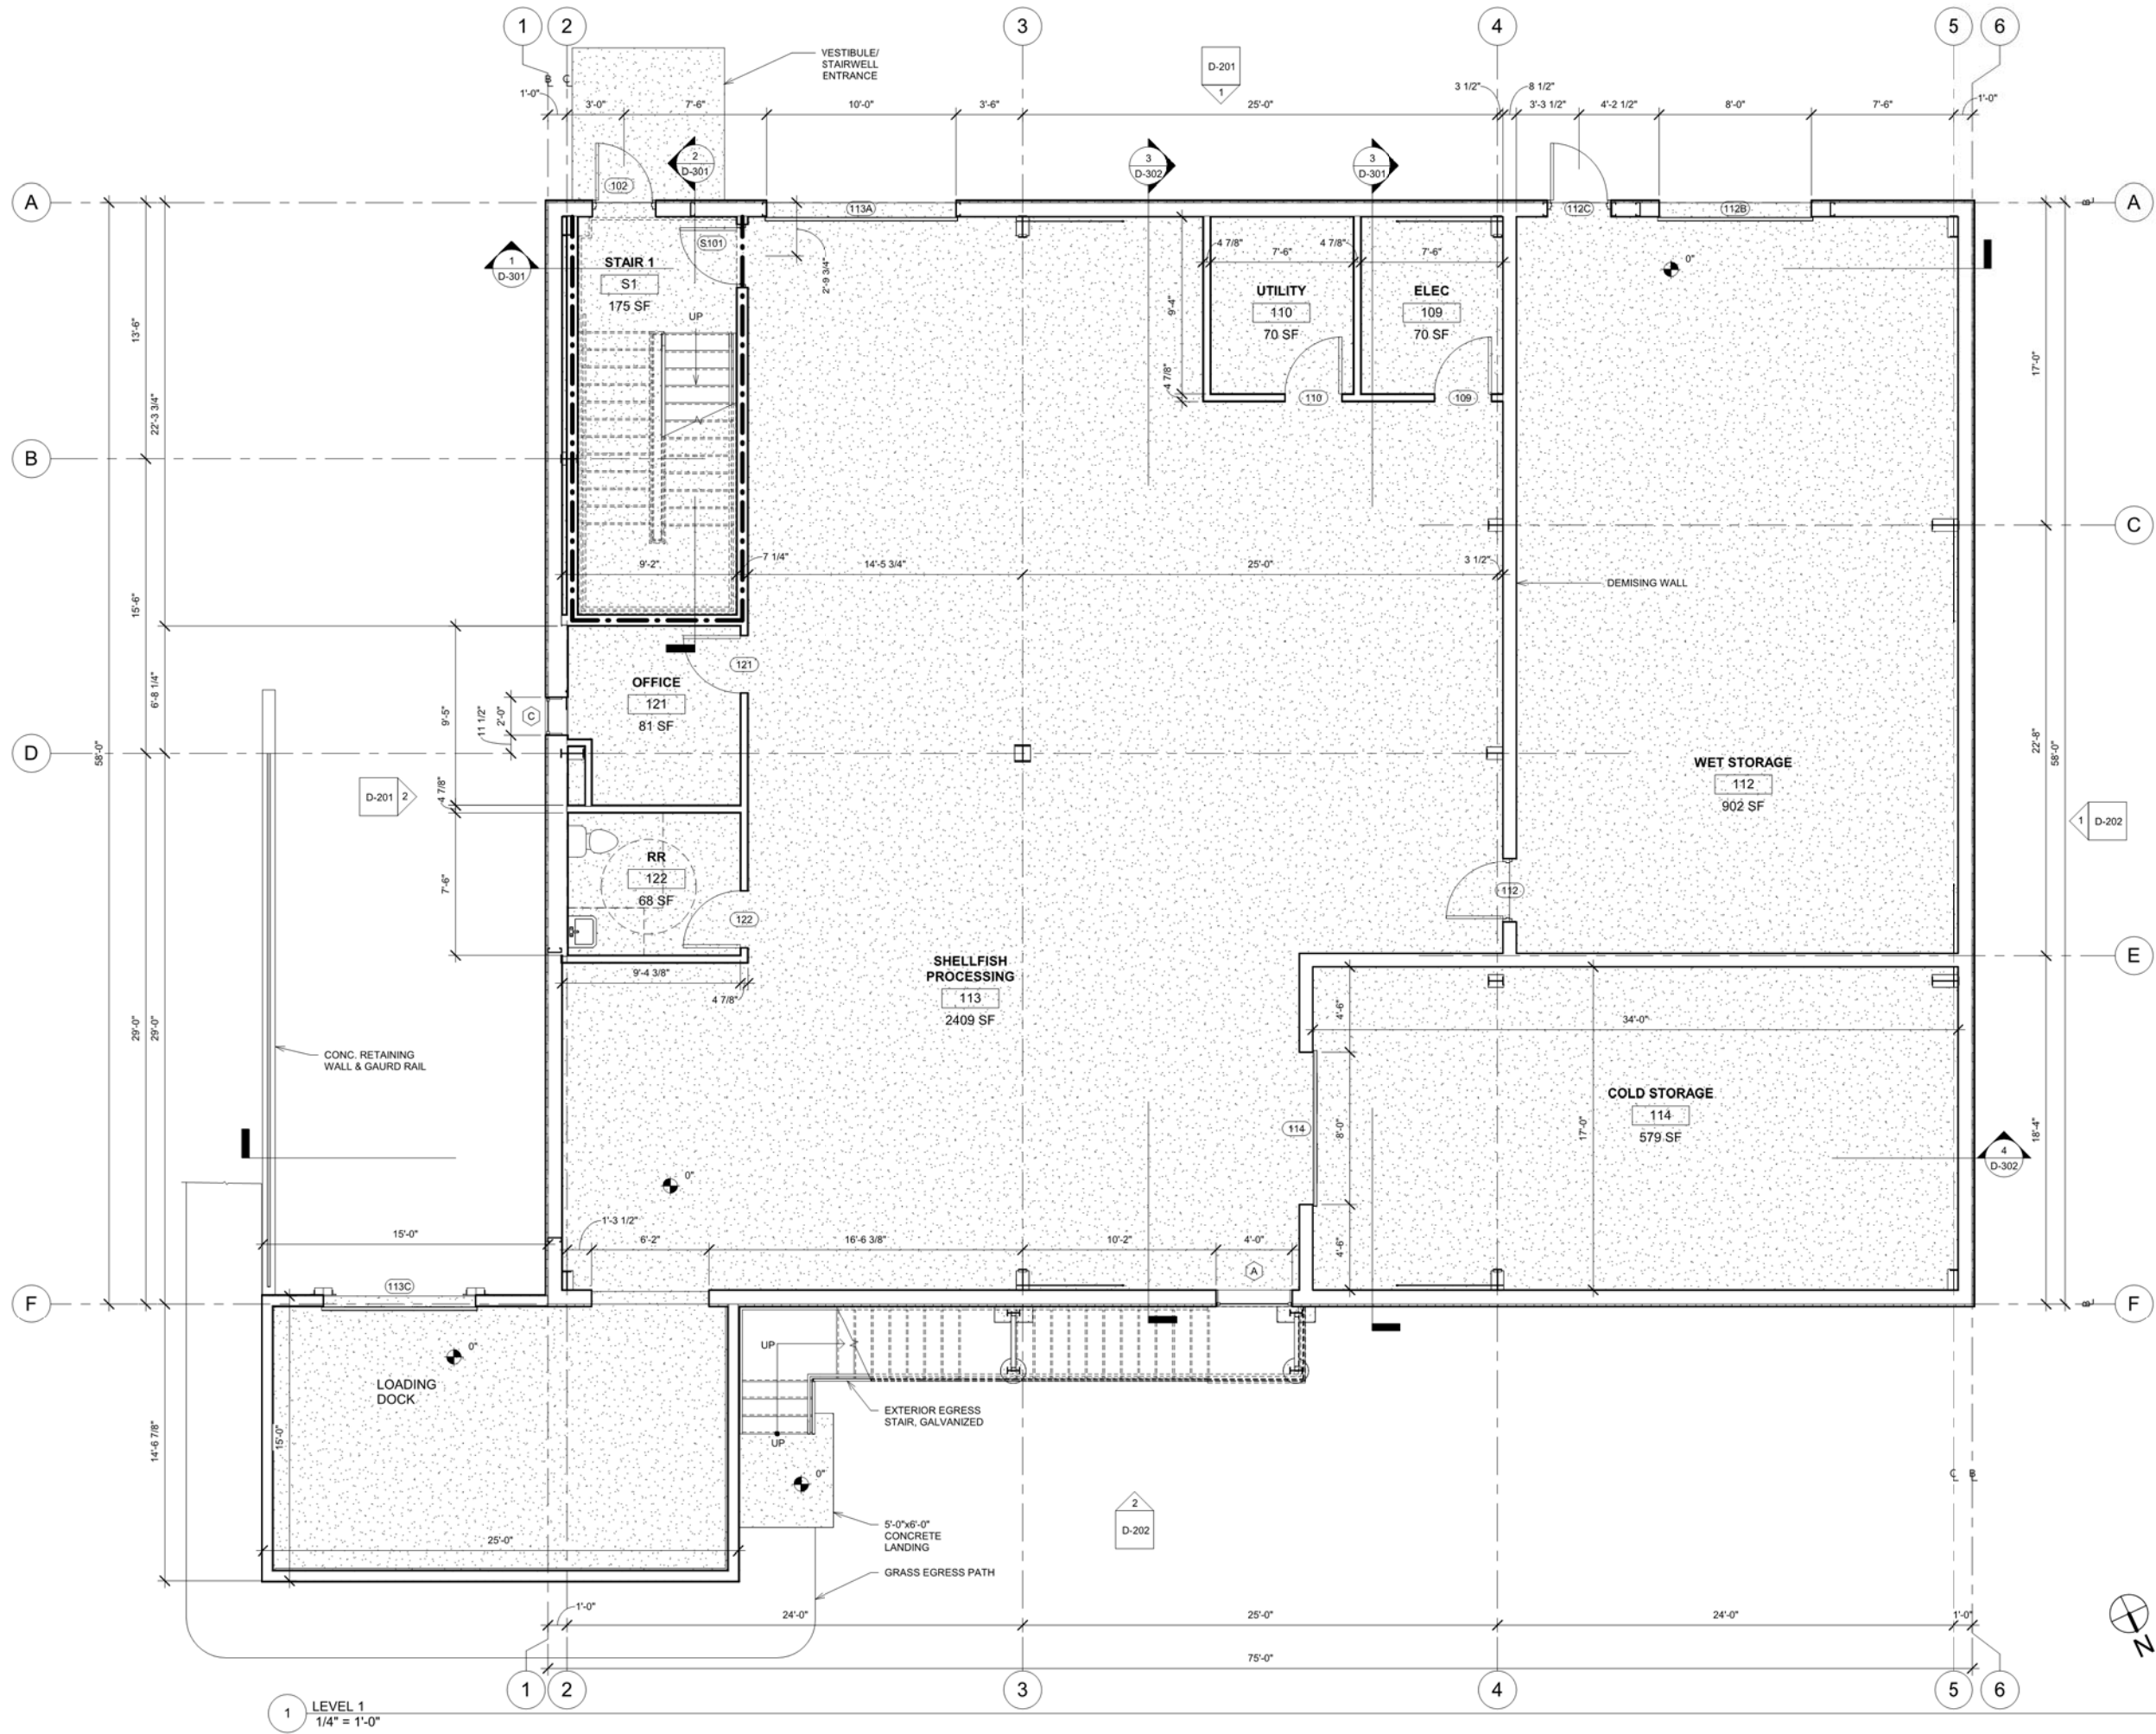 1
2
3
4
5
6
VESTIBULE/
STAIRWELL
ENTRANCE
D-201
1
1'-0"
3'-0"
7'-6"
10'-0"
3'-6"
25'-0"
3 1/2"
8 1/2"
3'-3 1/2"
4'-2 1/2"
8'-0"
7'-6"
1'-0"
2
D-301
3
D-302
3
D-301
102
113A
112C
112B
A
A
S101
1
D-301
STAIR 1
S1
175 SF
UP
2'-9 3/4"
4 7/8"
7'-6"
4 7/8"
7'-6"
UTILITY
110
70 SF
ELEC
109
70 SF
9'-4"
4 7/8"
110
109
0"
13'-6"
22'-3 3/4"
17'-0"
B
C
9'-2"
7 1/4"
14'-5 3/4"
25'-0"
3 1/2"
DEMISING WALL
15'-6"
6'-8 1/4"
58'-0"
121
OFFICE
121
81 SF
9'-5"
11 1/2"
2'-0"
C
D
D-201
2
4 7/8"
22'-8"
58'-0"
WET STORAGE
112
902 SF
1
D-202
RR
122
68 SF
7'-6"
122
112
9'-4 3/8"
4 7/8"
SHELLFISH
PROCESSING
113
2409 SF
E
29'-0"
29'-0"
CONC. RETAINING
WALL & GAURD RAIL
4'-6"
34'-0"
COLD STORAGE
114
579 SF
114
8'-0"
17'-0"
18'-4"
4
D-302
0"
15'-0"
1'-3 1/2"
6'-2"
16'-6 3/8"
10'-2"
4'-0"
4'-6"
A
113C
F
F
0"
LOADING
DOCK
UP
UP
EXTERIOR EGRESS
STAIR, GALVANIZED
14'-6 7/8"
15'-0"
0"
5'-0"x6'-0"
CONCRETE
LANDING
2
D-202
25'-0"
GRASS EGRESS PATH
1'-0"
24'-0"
25'-0"
24'-0"
1'-0"
75'-0"
N
1
2
3
4
5
6
1
LEVEL 1
1/4" = 1'-0"